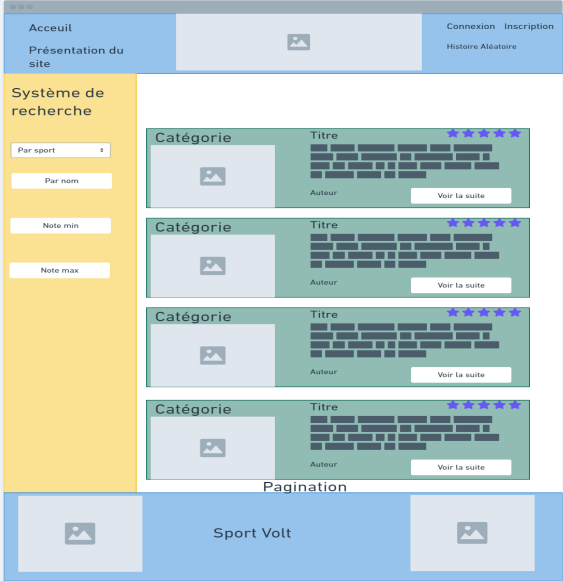 Acceuil
Présentation du
site
Connexion Inscription
Histoire Aléatoire
Système de
recherche
Par sport
Par nom
Note min
Note max
Catégorie
Titre
Auteur
Voir la suite
Catégorie
Titre
Auteur
Voir la suite
Catégorie
Titre
Auteur
Voir la suite
Catégorie
Titre
Auteur
Voir la suite
Pagination
Sport Volt